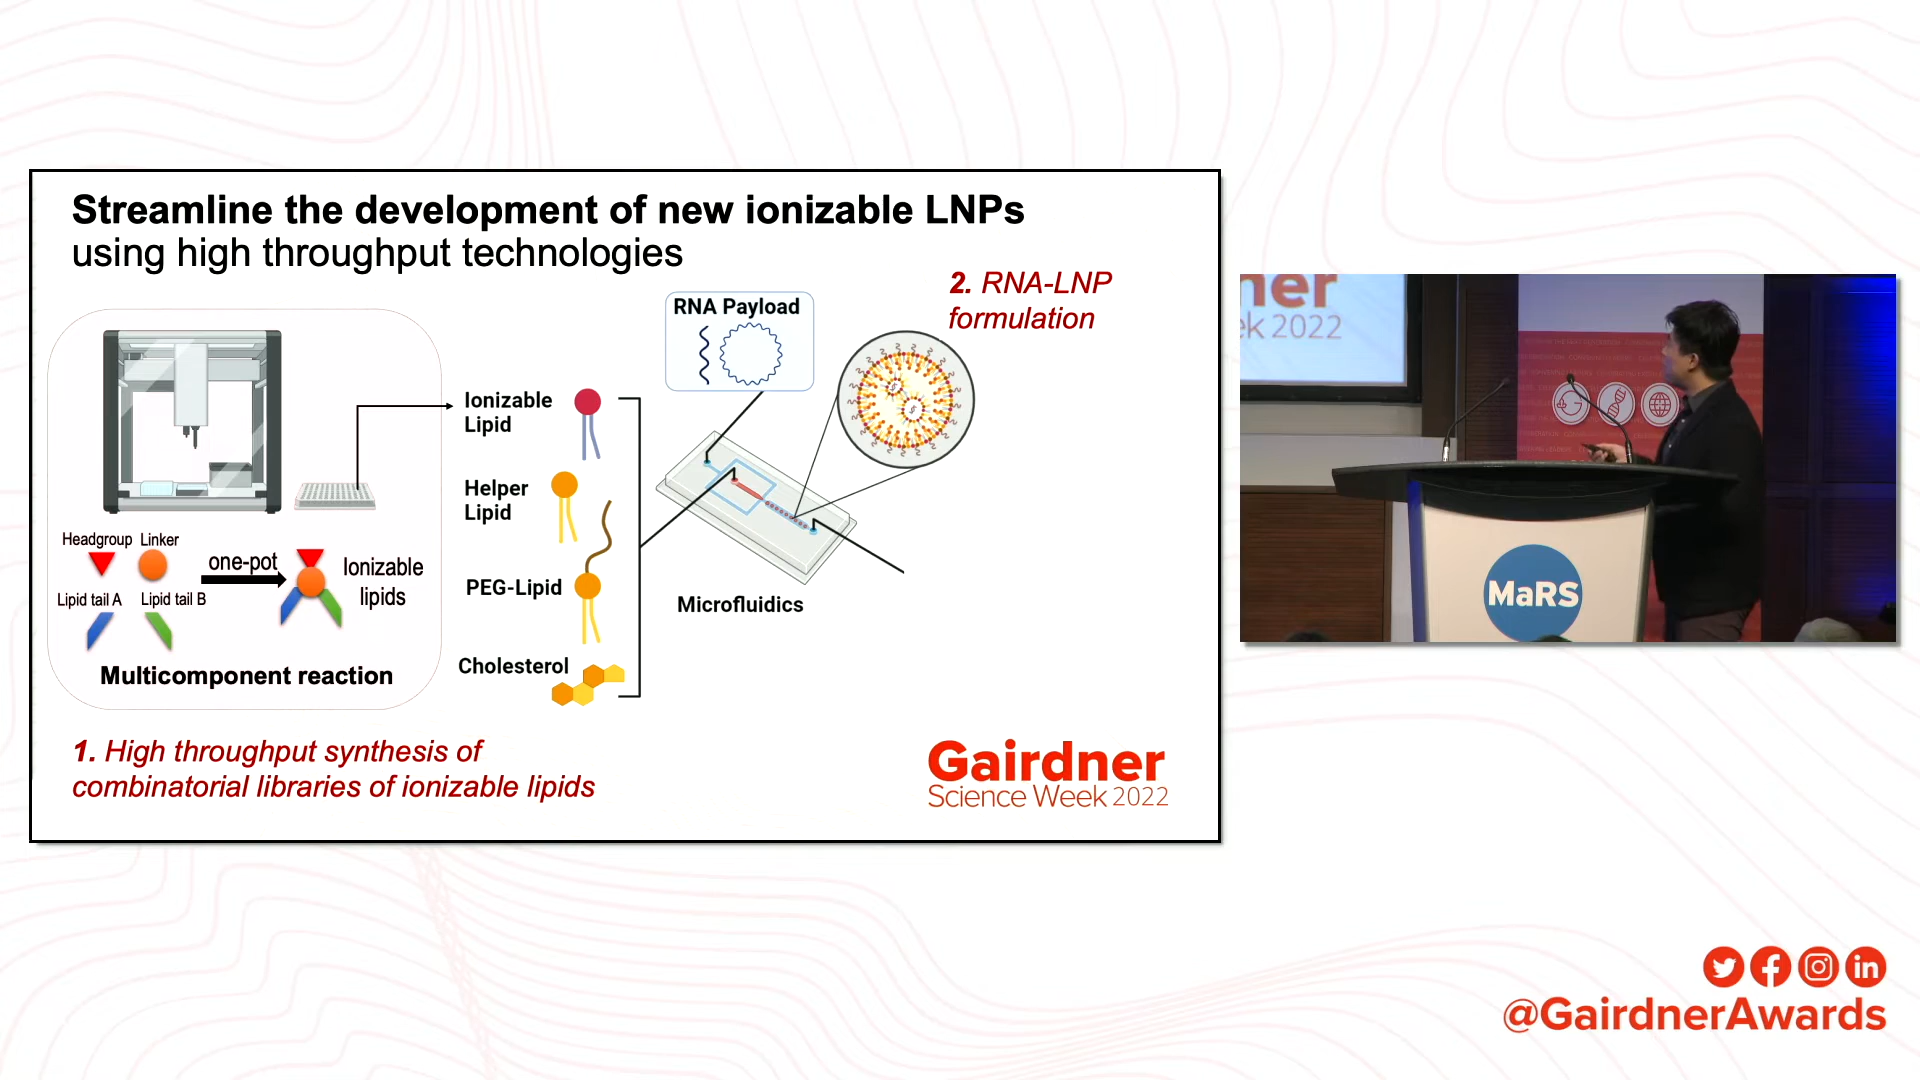 Streamline the development of new ionizable LNPs
using high throughput technologies
2. RNA-LNP
formulation
RNA Payload
Ionizable
Lipid
Helper
Lipid
PEG-Lipid
Cholesterol
Microfluidics
Headgroup Linker
one-pot
Ionizable
lipids
Lipid tail A Lipid tail B
Multicomponent reaction
1. High throughput synthesis of
combinatorial libraries of ionizable lipids
Gairdner
Science Week 2022
ner
ek 2022
MaRS
@GairdnerAwards